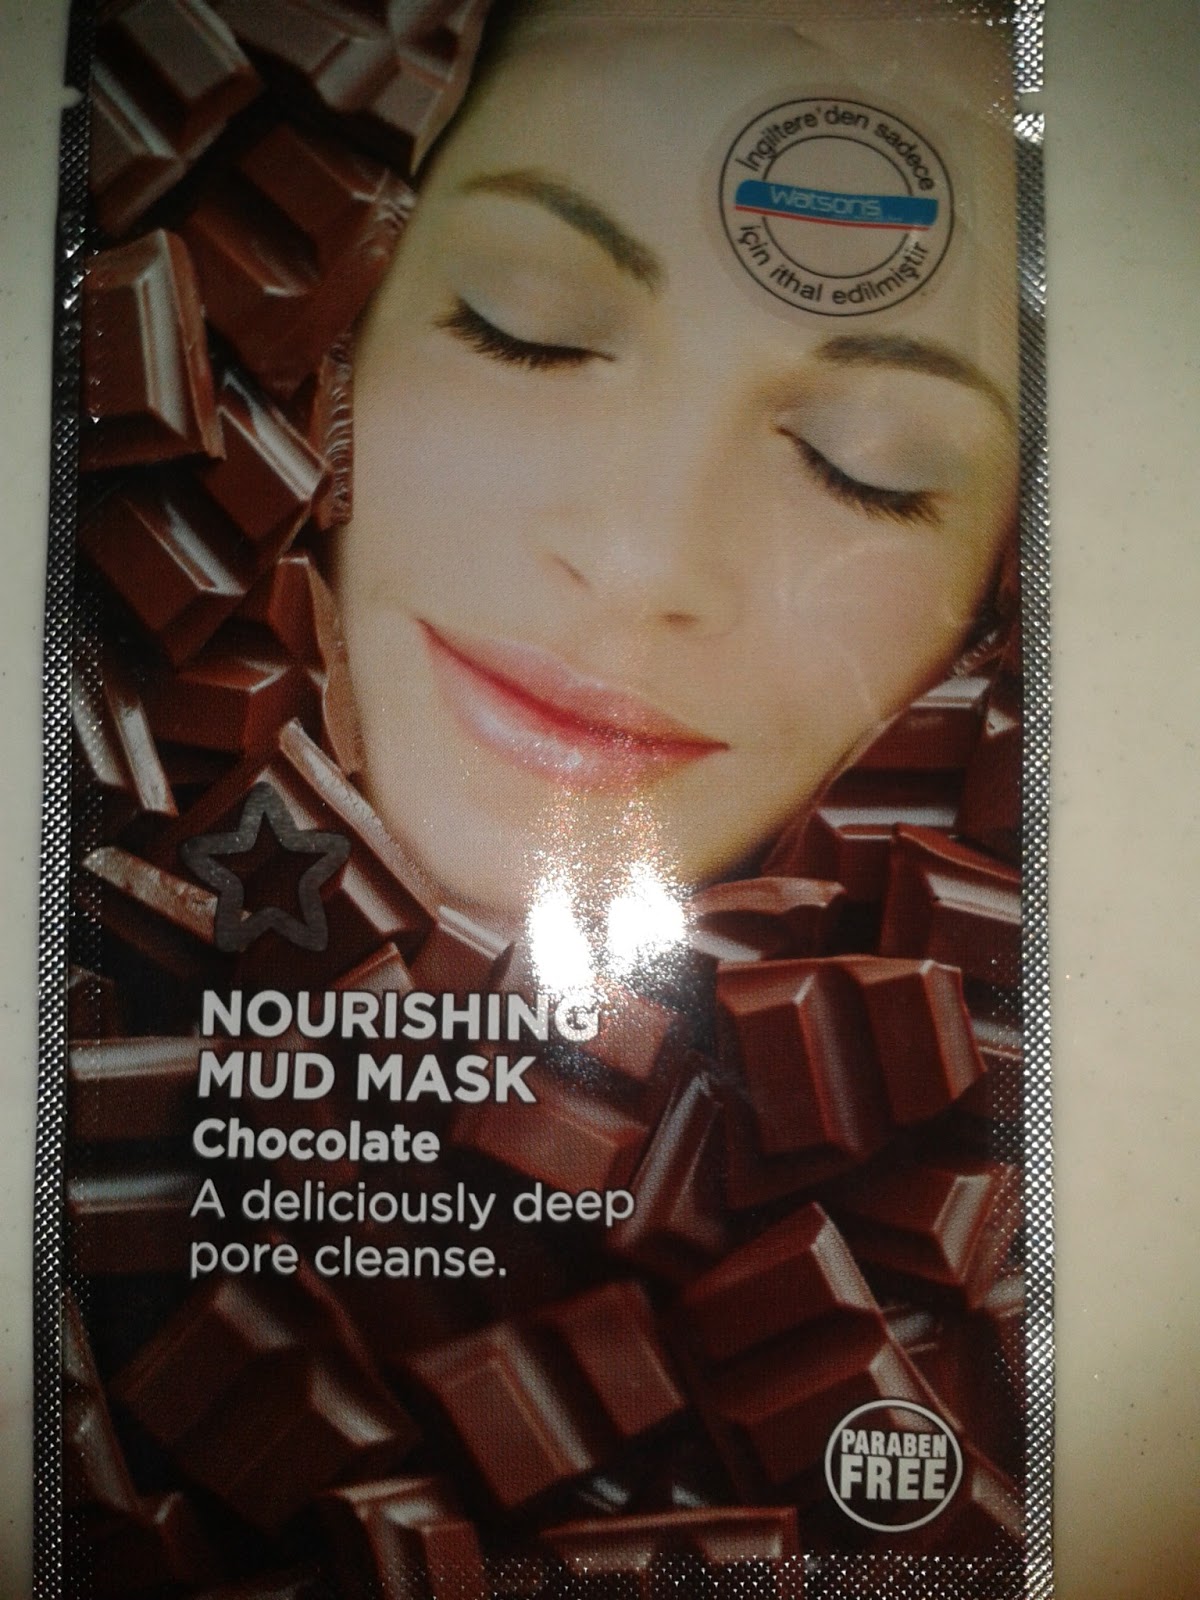 İngiltere'den sadece
watsons
için ithal edilmiştir
NOURISHING
MUD MASK
Chocolate
A deliciously deep
pore cleanse.
PARABEN
FREE